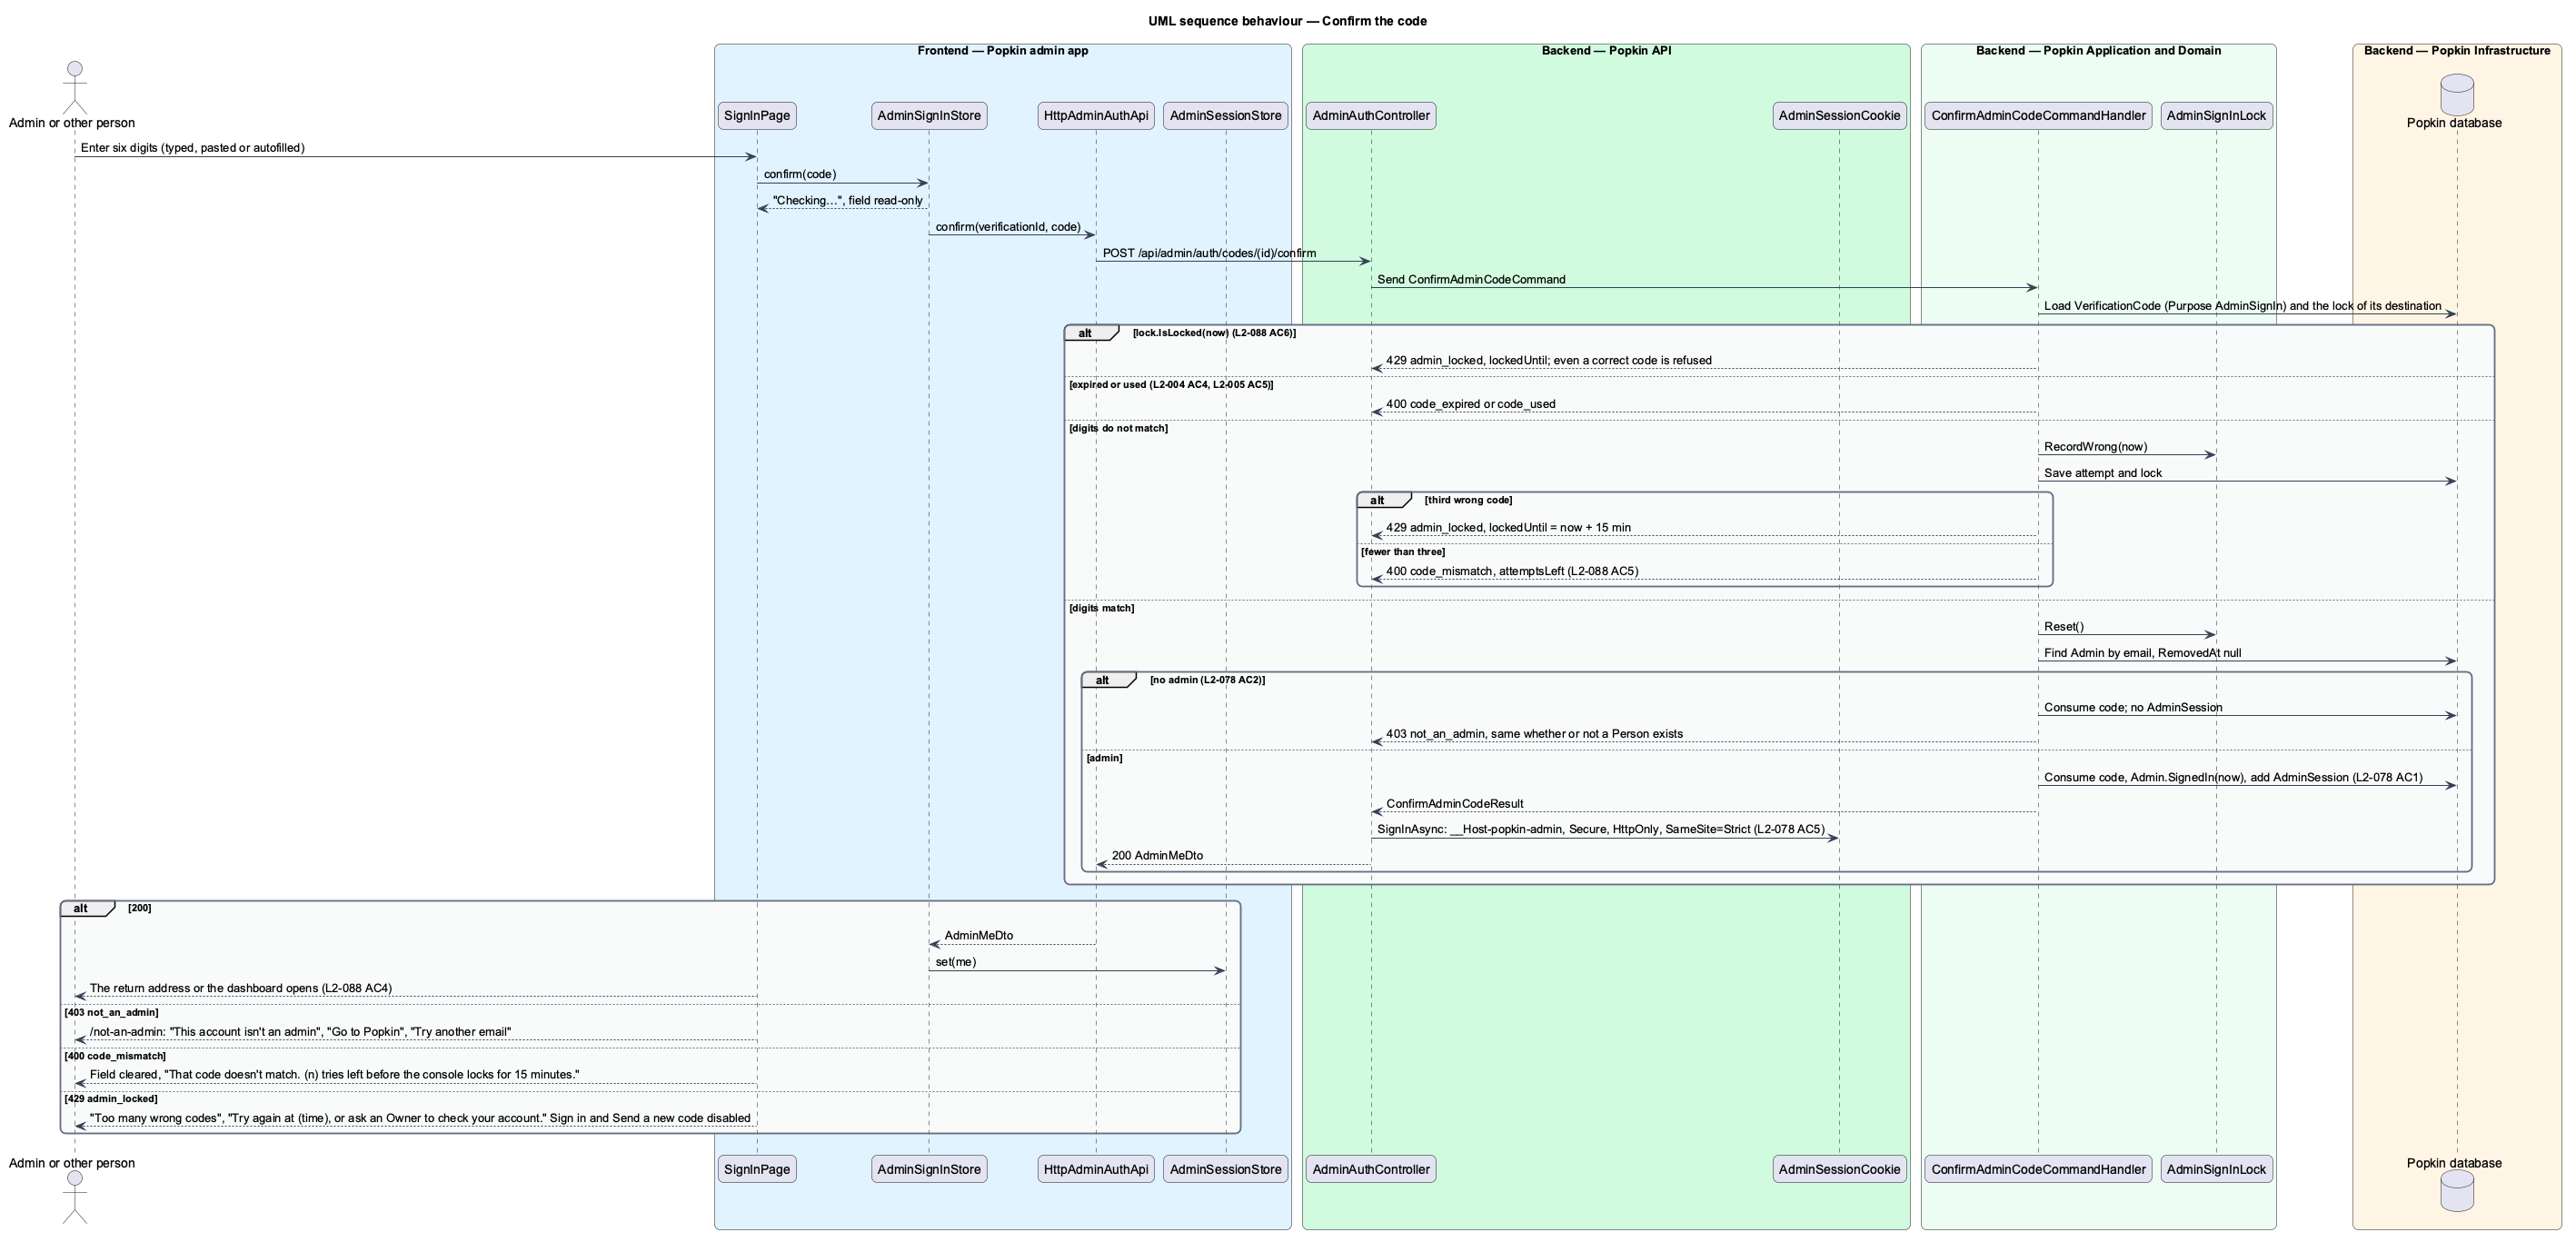 UML sequence behaviour — Confirm the code
Frontend — Popkin admin app
Backend — Popkin API
Backend — Popkin Application and Domain
Backend — Popkin Infrastructure
Admin or other person
SignInPage
AdminSignInStore
HttpAdminAuthApi
AdminSessionStore
AdminAuthController
AdminSessionCookie
ConfirmAdminCodeCommandHandler
AdminSignInLock
Popkin database
Enter six digits (typed, pasted or autofilled)
confirm(code)
"Checking...", field read-only
confirm(verificationId, code)
POST /api/admin/auth/codes/(id)/confirm
Send ConfirmAdminCodeCommand
Load VerificationCode (Purpose AdminSignIn) and the lock of its destination
alt [lock.IsLocked(now) (L2-088 AC6)]
429 admin_locked, lockedUntil; even a correct code is refused
[expired or used (L2-004 AC4, L2-005 AC5)]
400 code_expired or code_used
[digits do not match]
RecordWrong(now)
Save attempt and lock
alt [third wrong code]
429 admin_locked, lockedUntil = now + 15 min
[fewer than three]
400 code_mismatch, attemptsLeft (L2-088 AC5)
[digits match]
Reset()
Find Admin by email, RemovedAt null
alt [no admin (L2-078 AC2)]
Consume code; no AdminSession
403 not_an_admin, same whether or not a Person exists
[admin]
Consume code, Admin.SignedIn(now), add AdminSession (L2-078 AC1)
ConfirmAdminCodeResult
SignInAsync: __Host-popkin-admin, Secure, HttpOnly, SameSite=Strict (L2-078 AC5)
200 AdminMeDto
alt [200]
AdminMeDto
set(me)
The return address or the dashboard opens (L2-088 AC4)
[403 not_an_admin]
/not-an-admin: "This account isn't an admin", "Go to Popkin", "Try another email"
[400 code_mismatch]
Field cleared, "That code doesn't match. (n) tries left before the console locks for 15 minutes."
[429 admin_locked]
"Too many wrong codes", "Try again at (time), or ask an Owner to check your account." Sign in and Send a new code disabled
Admin or other person
SignInPage
AdminSignInStore
HttpAdminAuthApi
AdminSessionStore
AdminAuthController
AdminSessionCookie
ConfirmAdminCodeCommandHandler
AdminSignInLock
Popkin database